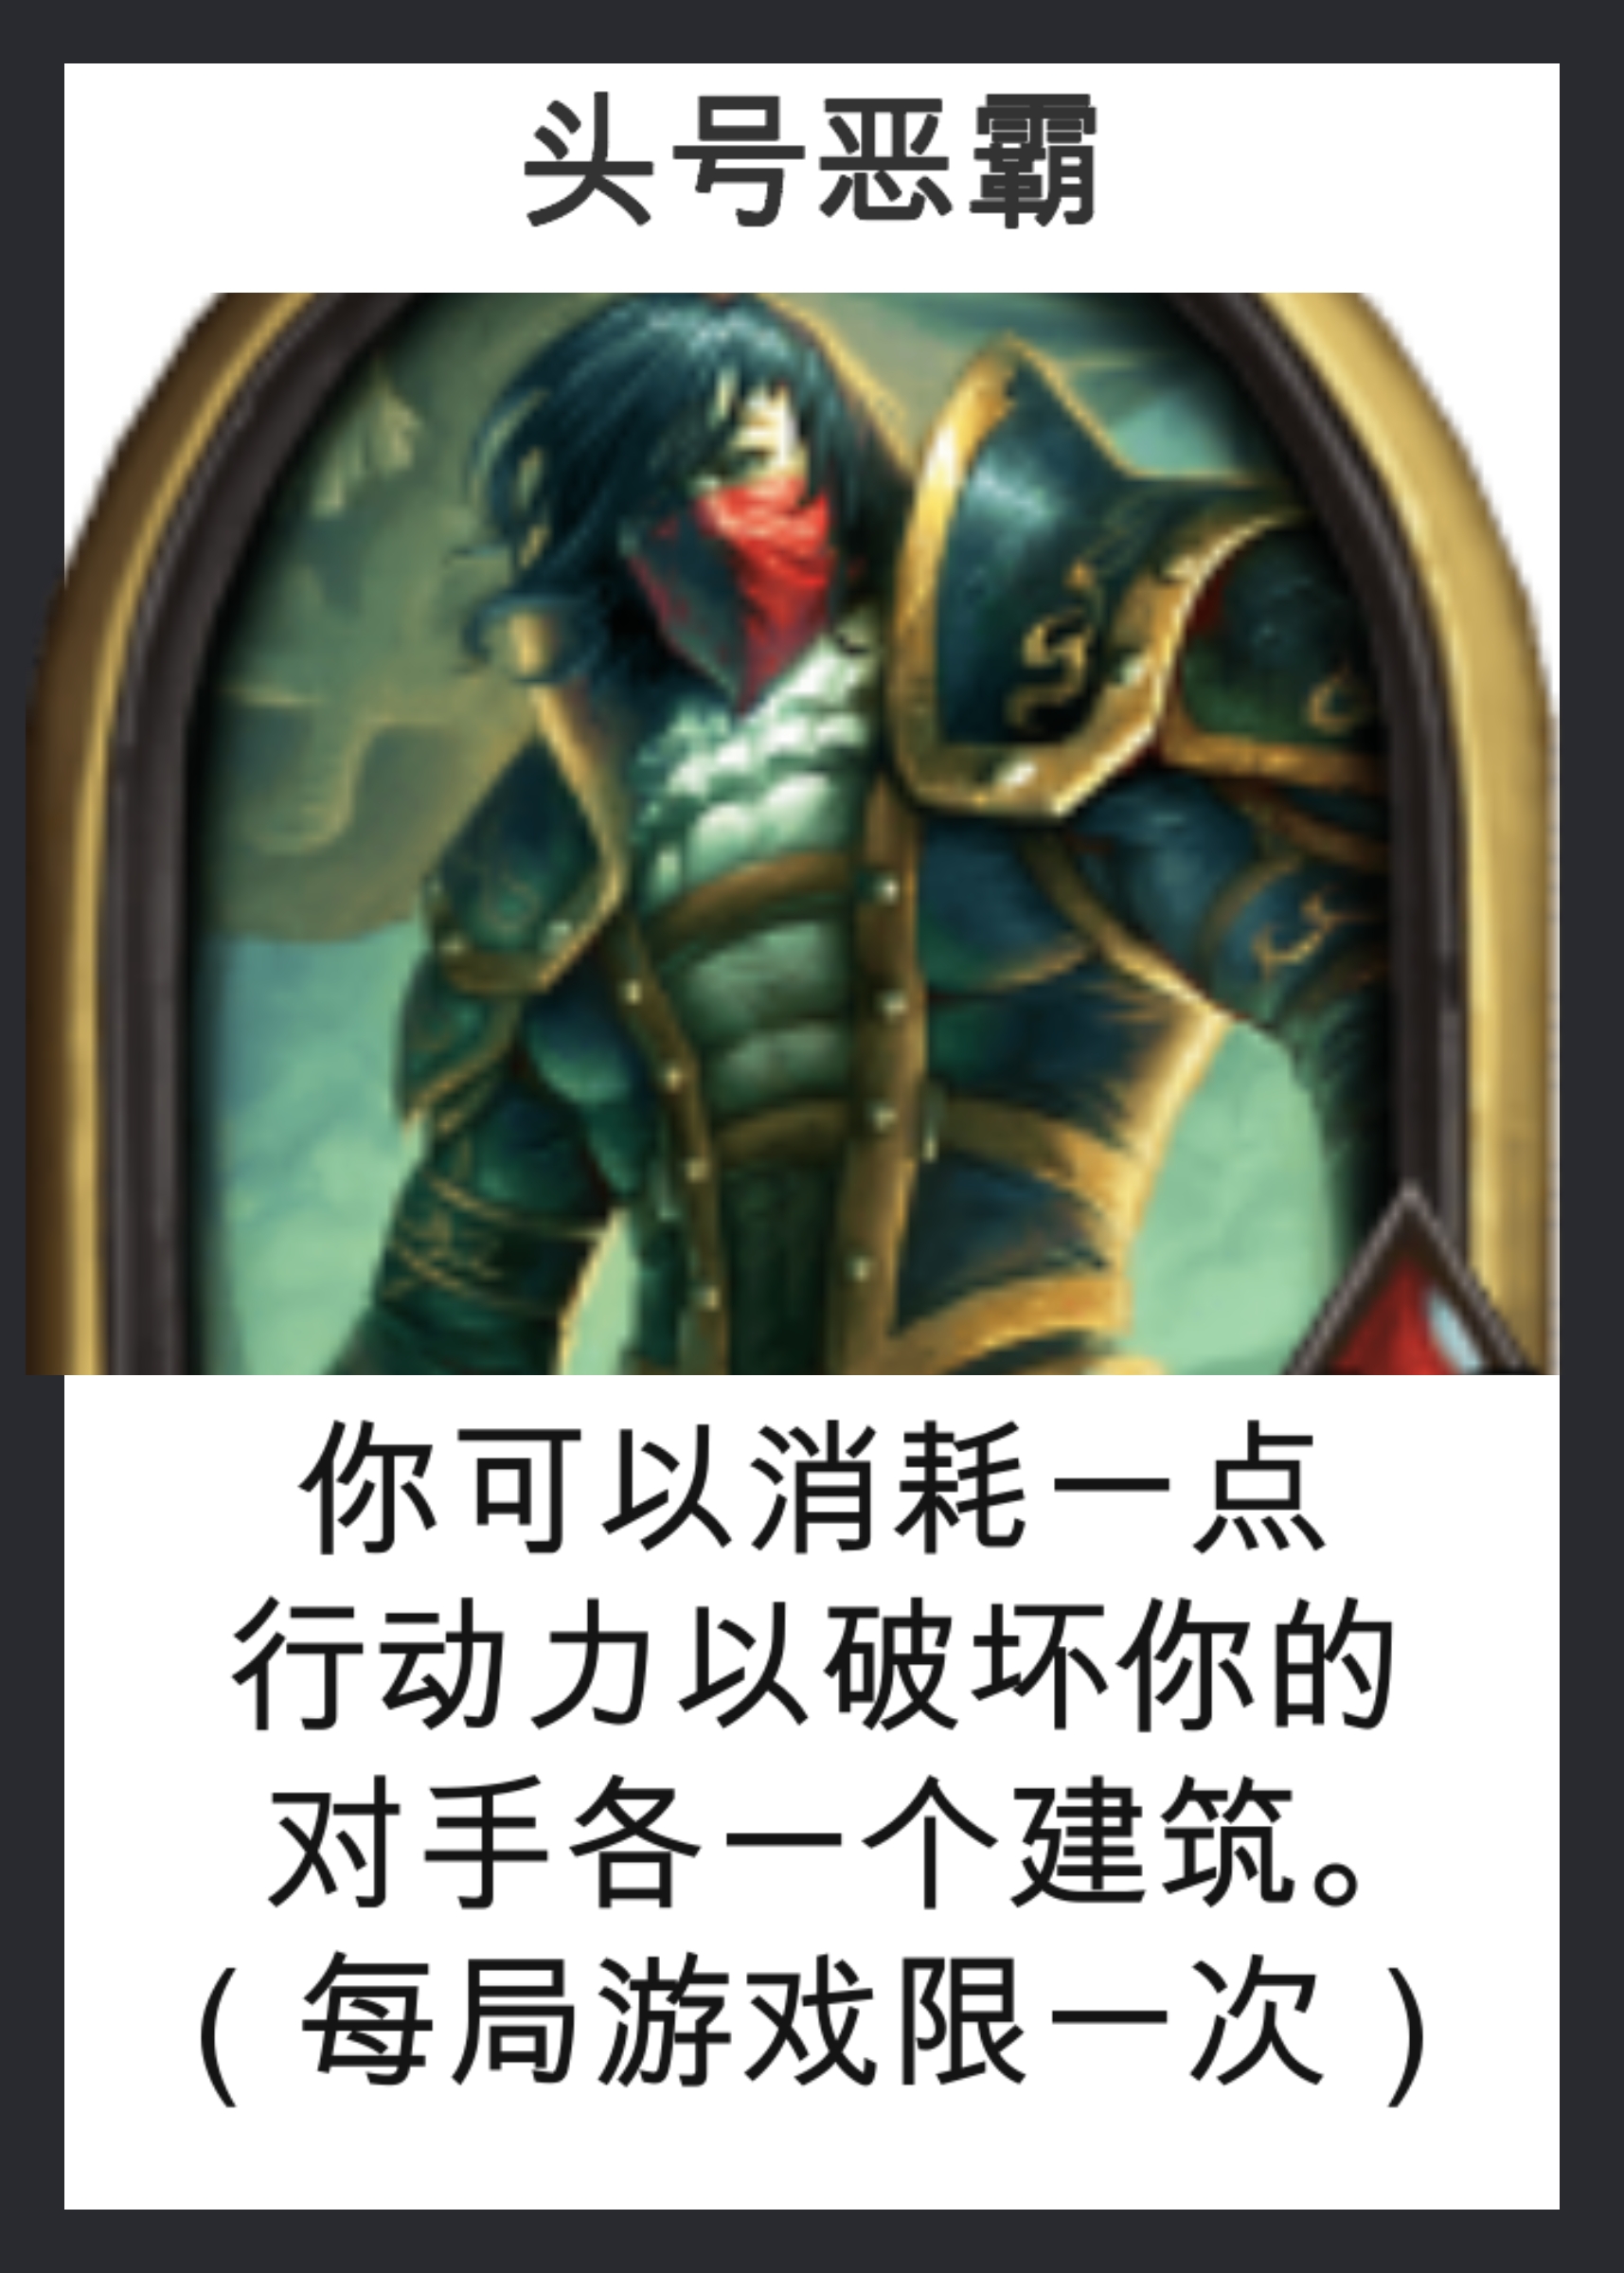 头号恶霸
你可以消耗一点
行动力以破坏你的
对手各一个建筑。
(每局游戏限一次)